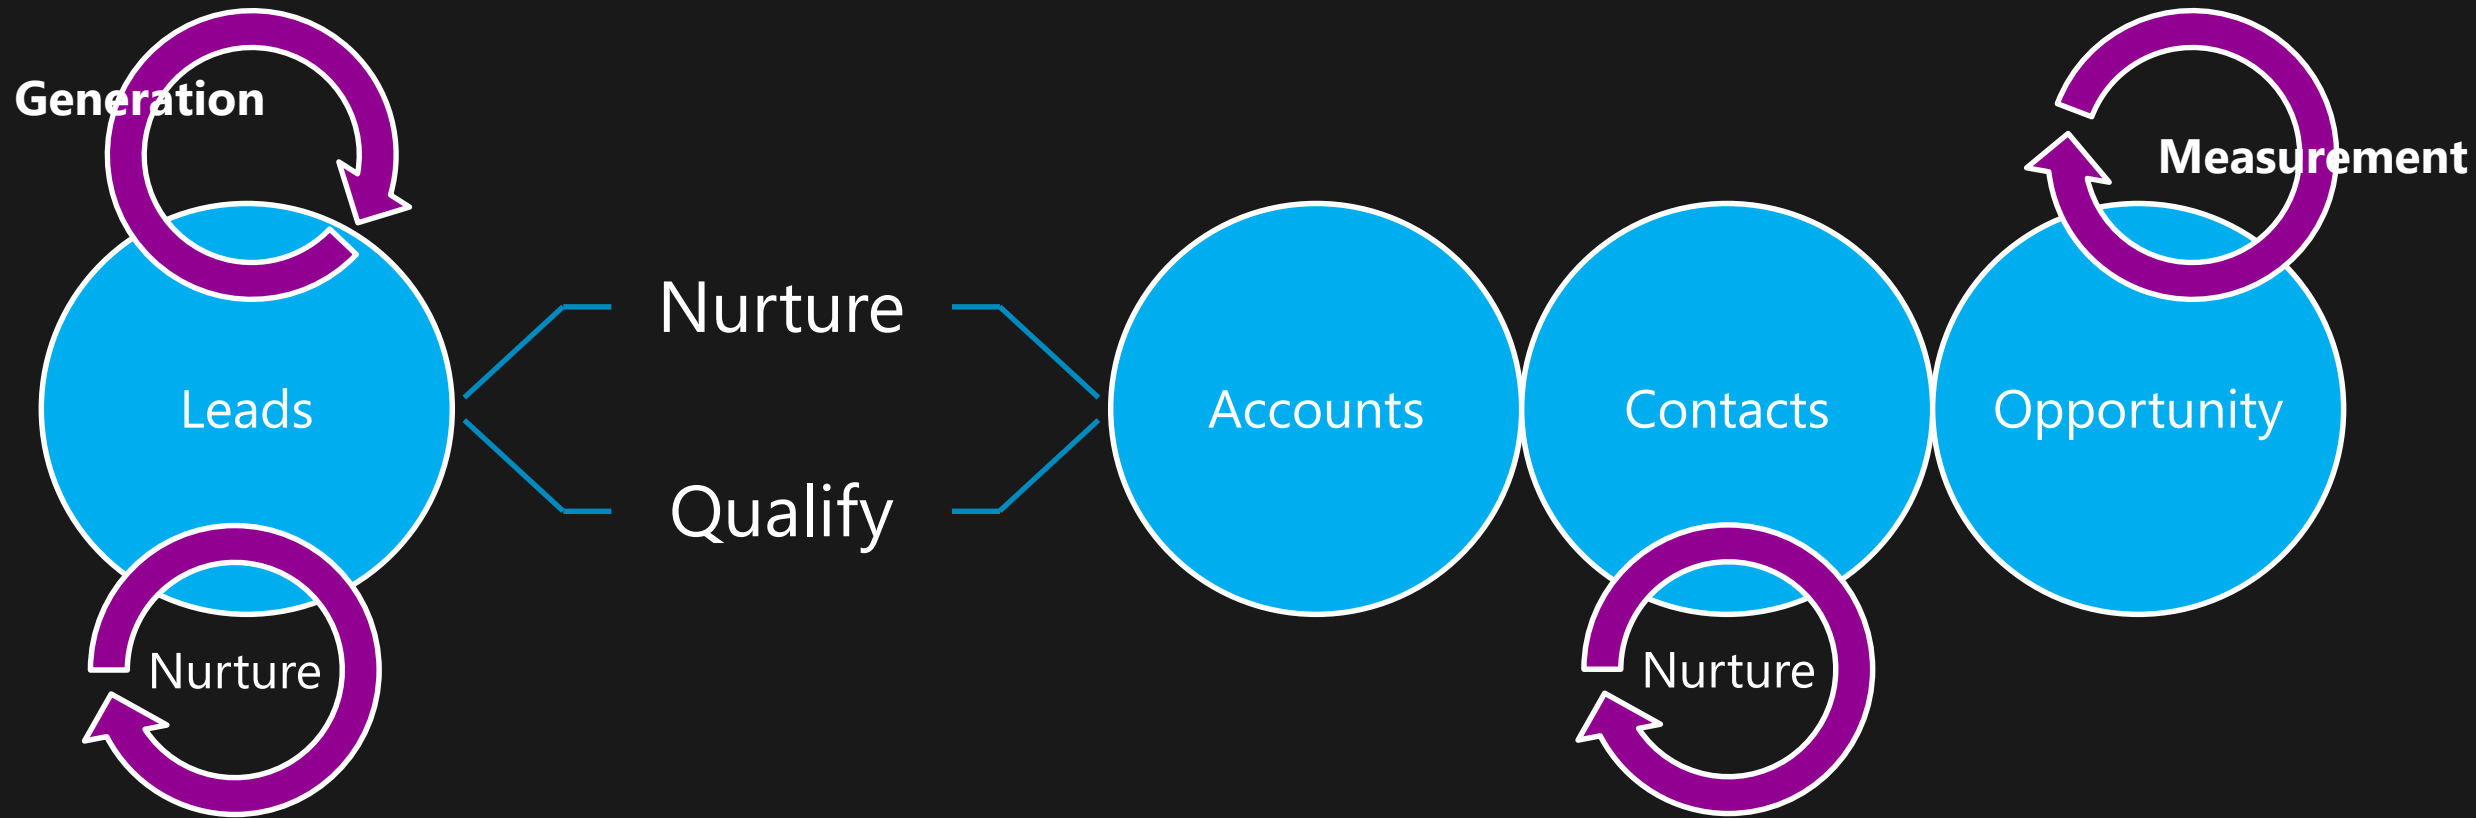 Generation
Measurement
Nurture
Leads
Accounts
Contacts
Opportunity
Qualify
Nurture
Nurture